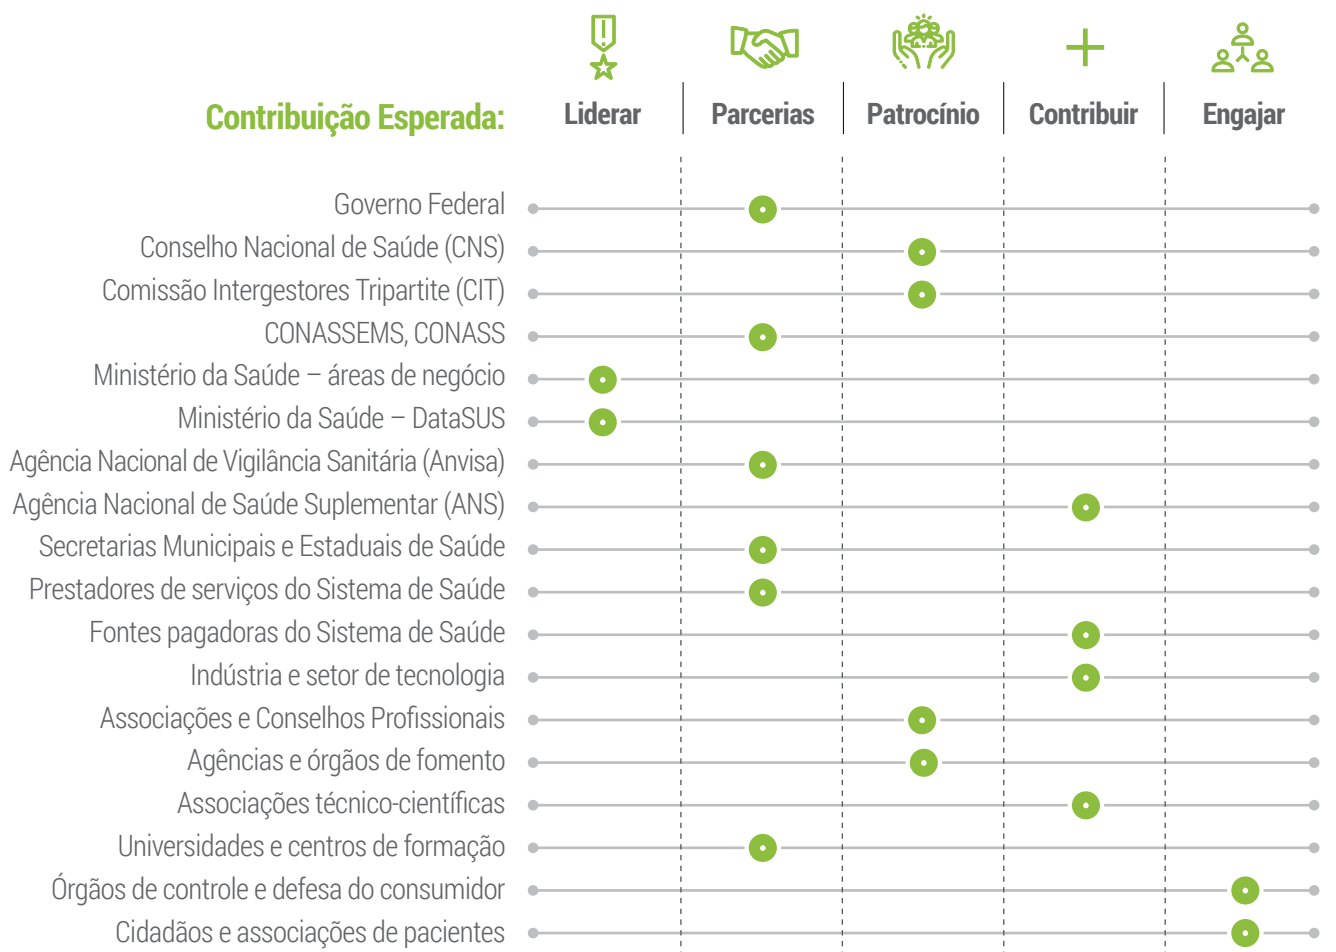 Contribuição Esperada:
Liderar
Parcerias
Patrocínio
Contribuir
Engajar
Governo Federal
Conselho Nacional de Saúde (CNS)
Comissão Intergestores Tripartite (CIT)
CONASSEMS, CONASS
Ministério da Saúde – áreas de negócio
Ministério da Saúde – DataSUS
Agência Nacional de Vigilância Sanitária (Anvisa)
Agência Nacional de Saúde Suplementar (ANS)
Secretarias Municipais e Estaduais de Saúde
Prestadores de serviços do Sistema de Saúde
Fontes pagadoras do Sistema de Saúde
Indústria e setor de tecnologia
Associações e Conselhos Profissionais
Agências e órgãos de fomento
Associações técnico-científicas
Universidades e centros de formação
Órgãos de controle e defesa do consumidor
Cidadãos e associações de pacientes